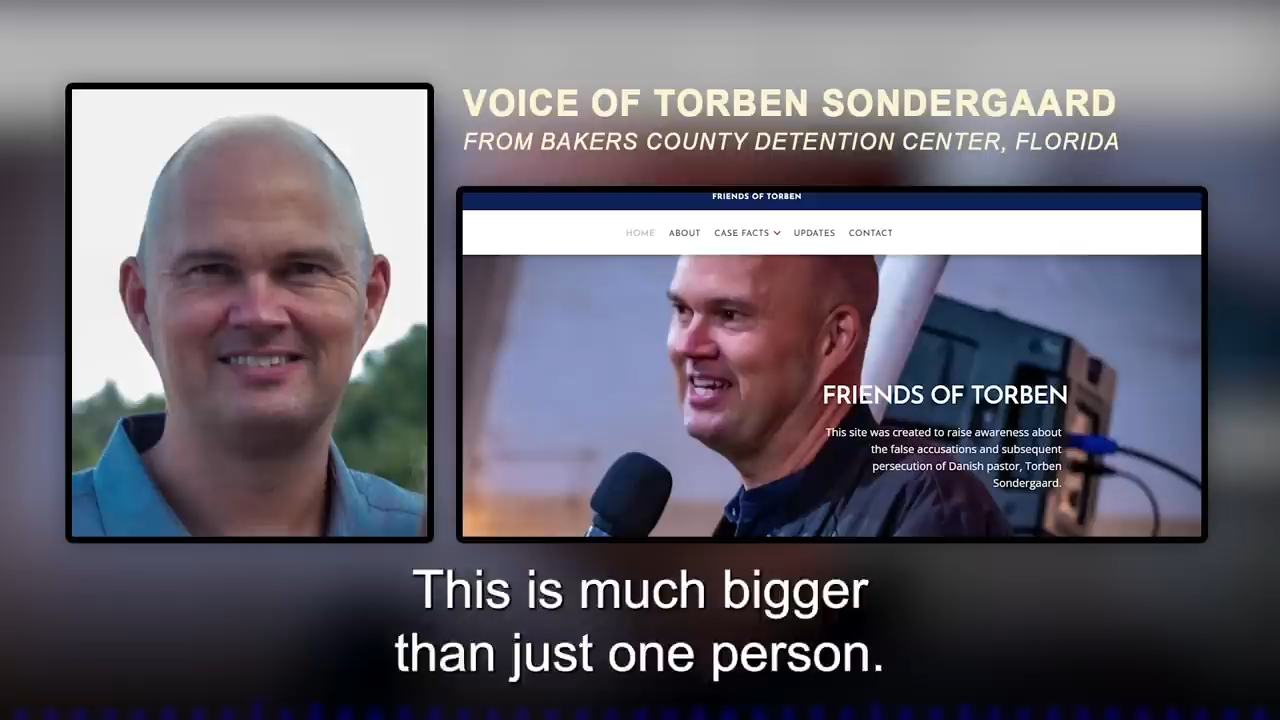 VOICE OF TORBEN SONDERGAARD
FROM BAKERS COUNTY DETENTION CENTER, FLORIDA
FRIENDS OF TORBEN
HOME ABOUT CASE FACTS UPDATES CONTACT
FRIENDS OF TORBEN
This site was created to raise awareness about
the false accusations and subsequent
persecution of Danish pastor, Torben
Sondergaard.
This is much bigger
than just one person.